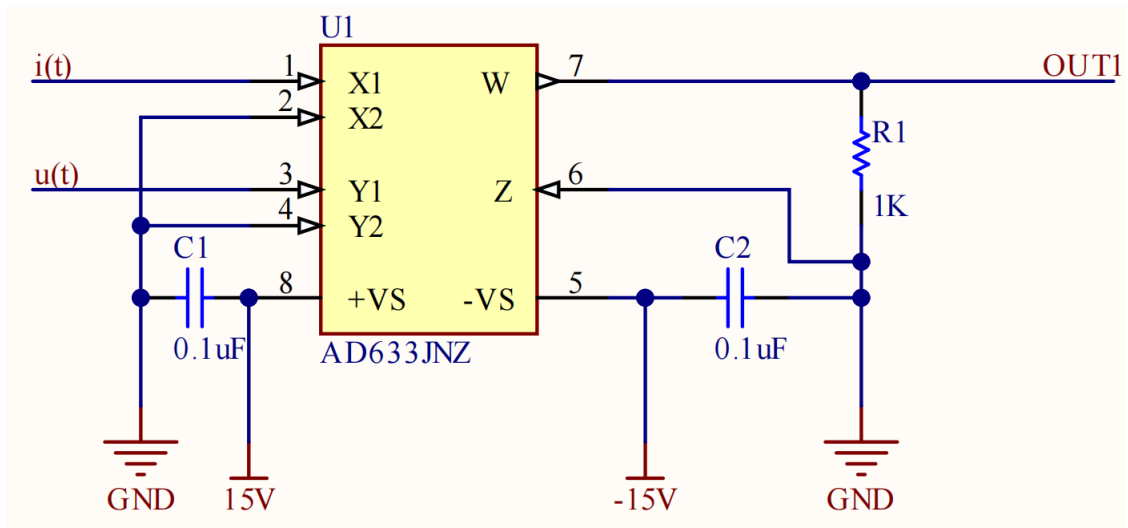 U1
i(t)
1
X1
W
7
OUT1
2
X2
R1
u(t)
3
Y1
Z
6
1K
4
Y2
C1
C2
8
+VS
-VS
5
0.1uF
AD633JNZ
0.1uF
GND
15V
-15V
GND